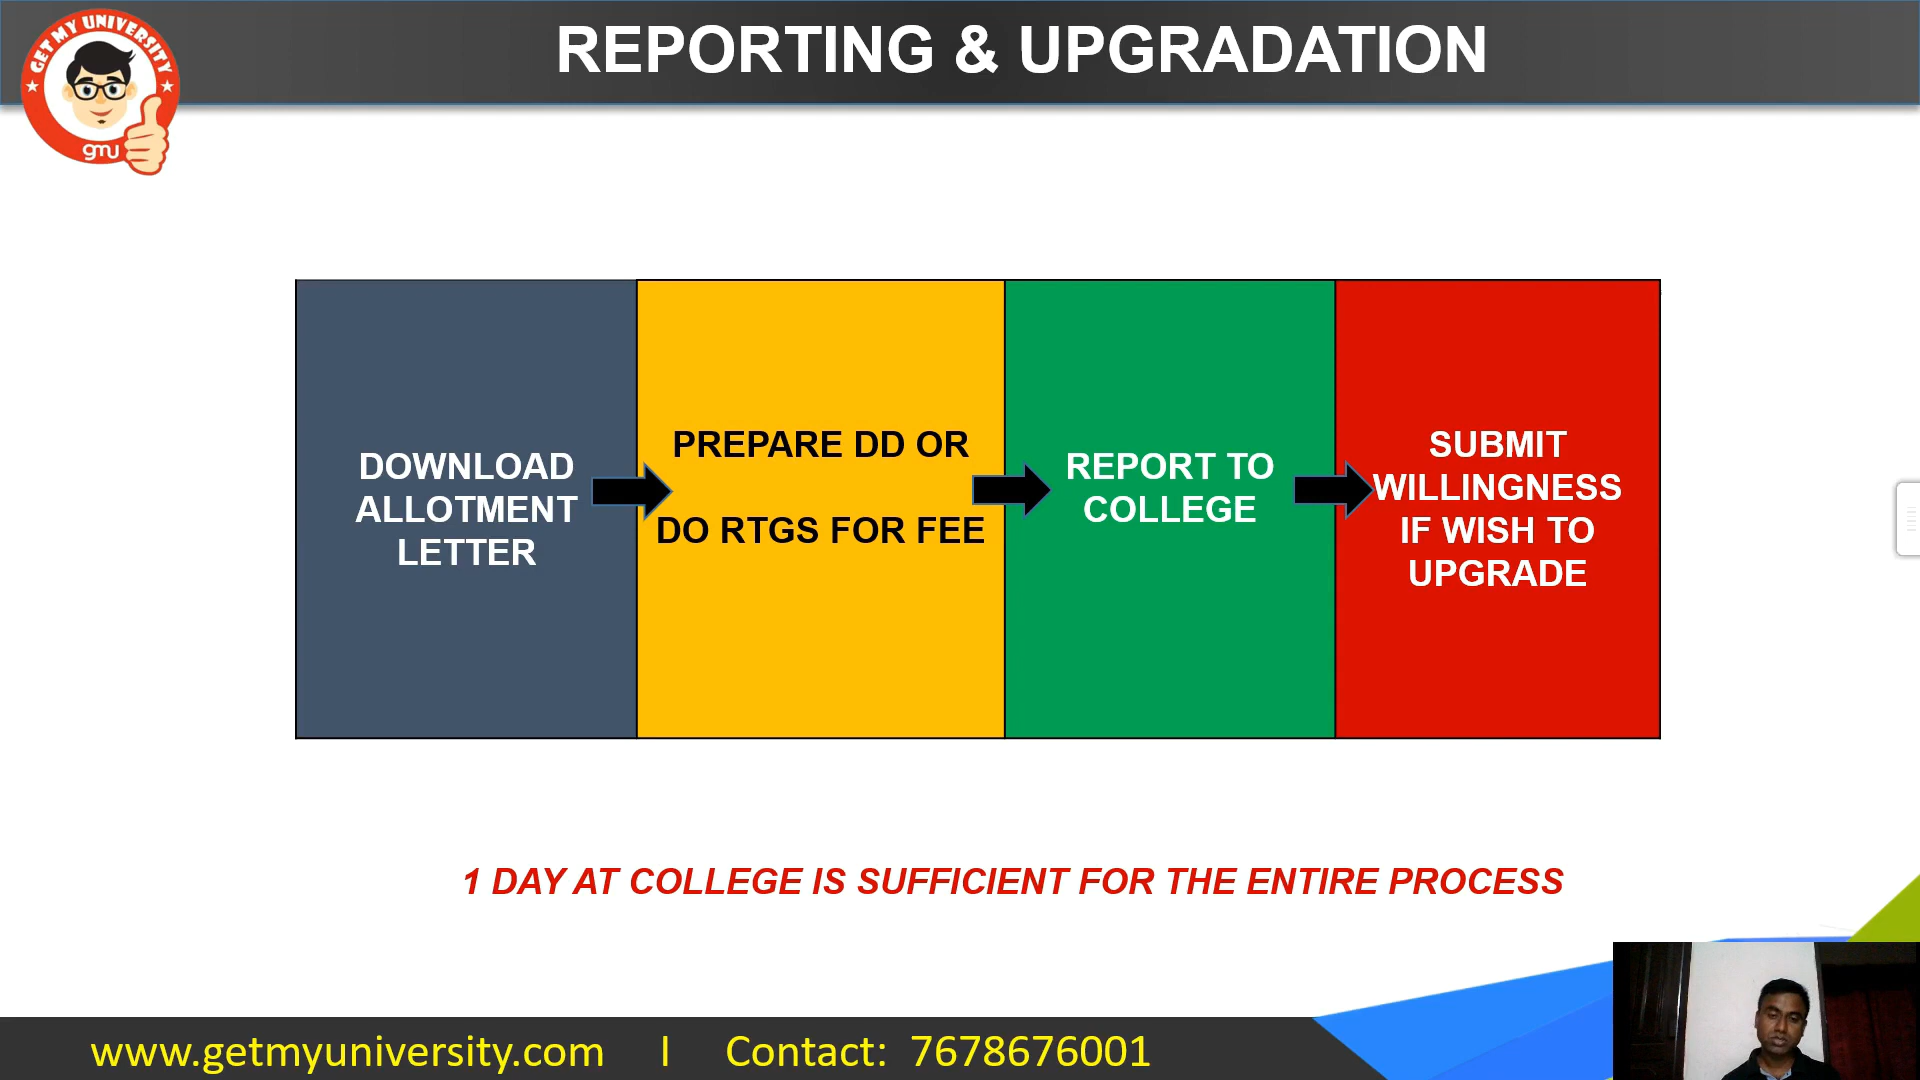 GET MY UNIVERSITY
gmu
REPORTING & UPGRADATION
DOWNLOAD
ALLOTMENT
LETTER
PREPARE DD OR
DO RTGS FOR FEE
REPORT TO
COLLEGE
SUBMIT
WILLINGNESS
IF WISH TO
UPGRADE
1 DAY AT COLLEGE IS SUFFICIENT FOR THE ENTIRE PROCESS
www.getmyuniversity.com I Contact: 7678676001